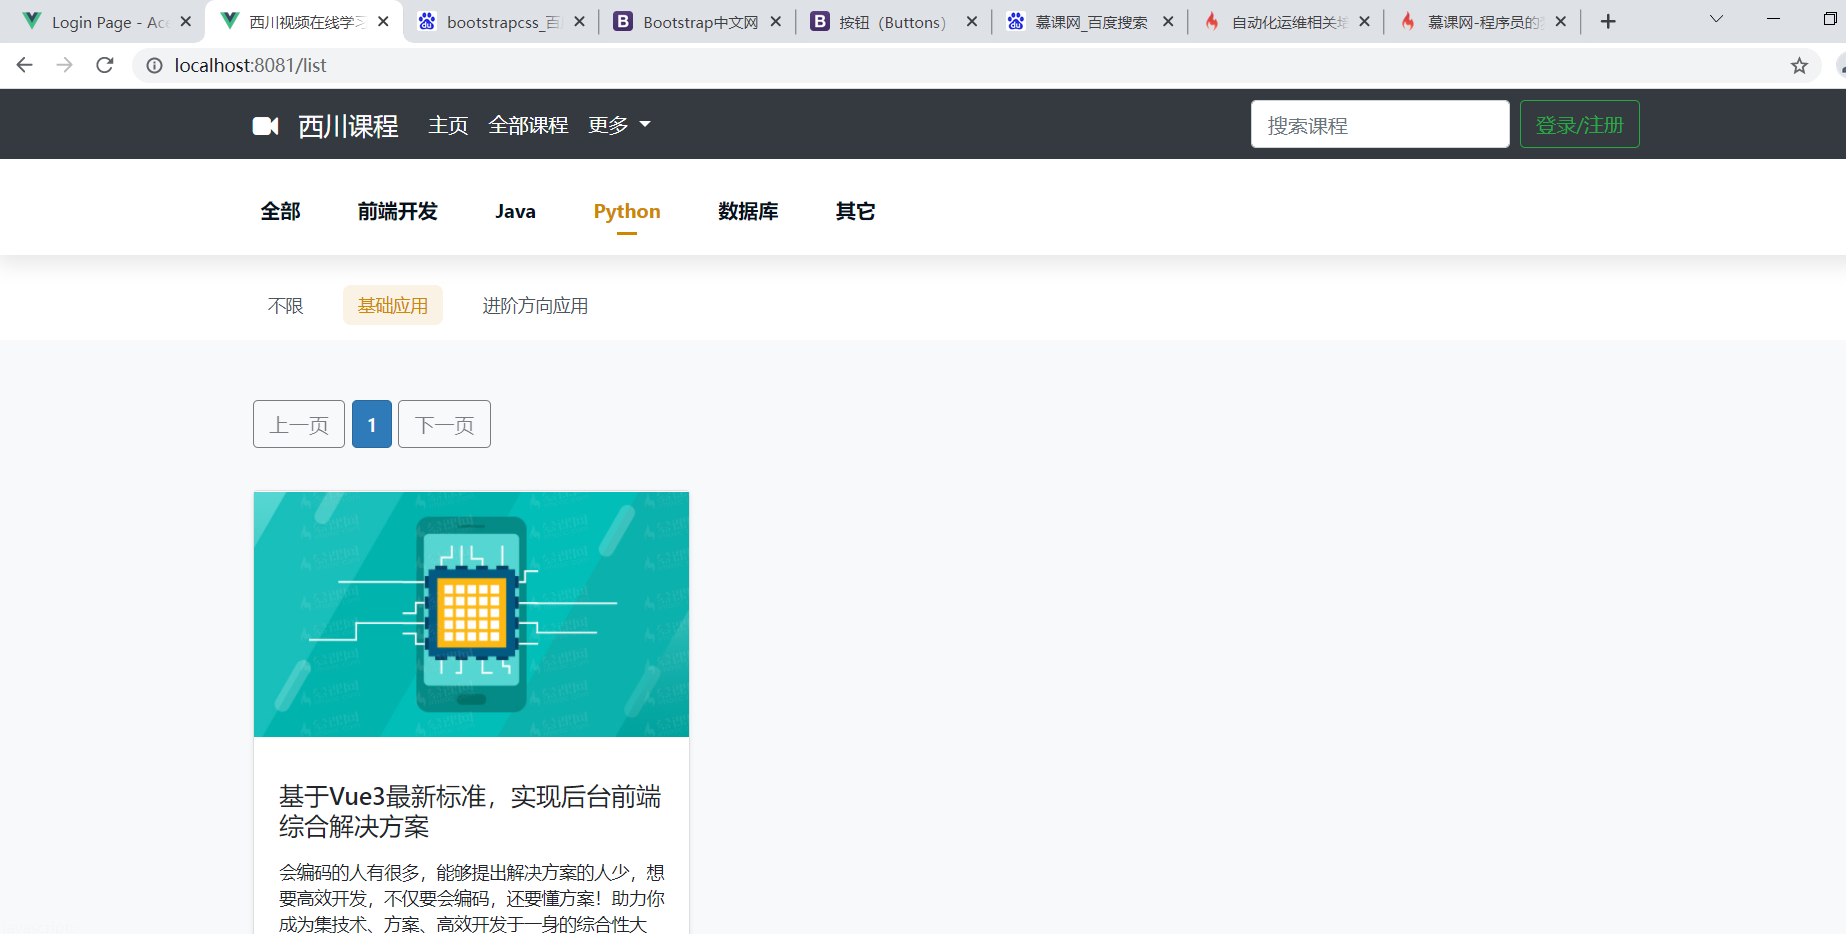 Login Page - Ace
西川视频在线学习
bootstrapcss_百
Bootstrap中文网
按钮（Buttons）
慕课网_百度搜索
自动化运维相关培
慕课网-程序员的
localhost:8081/list
西川课程 主页 全部课程 更多
搜索课程
登录/注册
全部 前端开发 Java Python 数据库 其它
不限 基础应用 进阶方向应用
上一页 1 下一页
基于Vue3最新标准，实现后台前端
综合解决方案
会编码的人有很多，能够提出解决方案的人少，想
要高效开发，不仅要会编码，还要懂方案！助力你
成为集技术、方案、高效开发于一身的综合性大